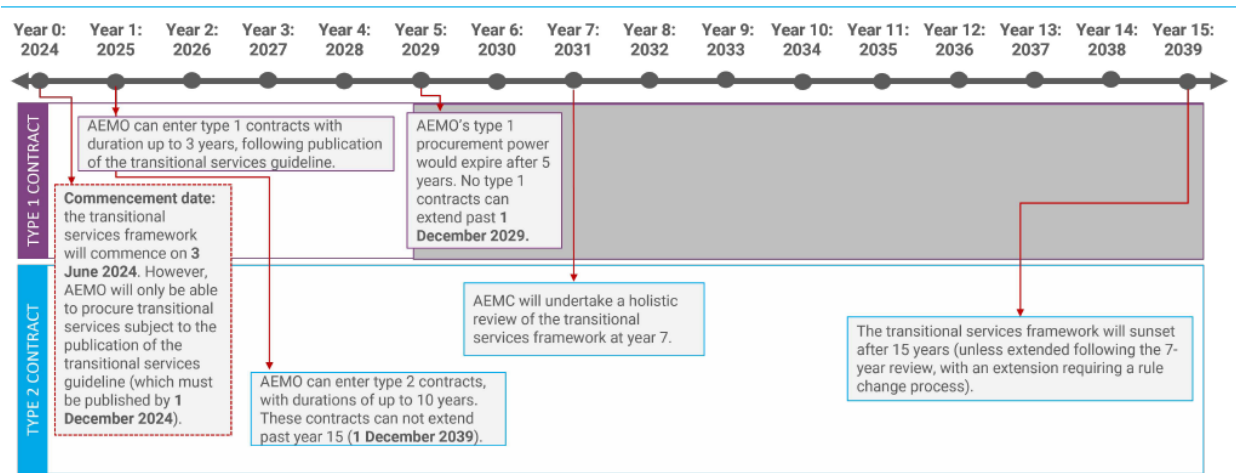 Year 0: Year 1: Year 2: Year 3: Year 4: Year 5: Year 6: Year 7: Year 8: Year 9: Year 10: Year 11: Year 12: Year 13: Year 14: Year 15:
2024 2025 2026 2027 2028 2029 2030 2031 2032 2033 2034 2035 2036 2037 2038 2039
TYPE 1 CONTRACT
AEMO can enter type 1 contracts with
duration up to 3 years, following publication
of the transitional services guideline.
AEMO's type 1
procurement power
would expire after 5
years. No type 1
contracts can
extend past 1
December 2029.
Commencement date:
the transitional
services framework
will commence on 3
June 2024. However,
AEMO will only be able
to procure transitional
services subject to the
publication of the
transitional services
guideline (which must
be published by 1
December 2024).
TYPE 2 CONTRACT
AEMO can enter type 2 contracts,
with durations of up to 10 years.
These contracts can not extend
past year 15 (1 December 2039).
AEMC will undertake a holistic
review of the transitional
services framework at year 7.
The transitional services framework will sunset
after 15 years (unless extended following the 7-
year review, with an extension requiring a rule
change process).